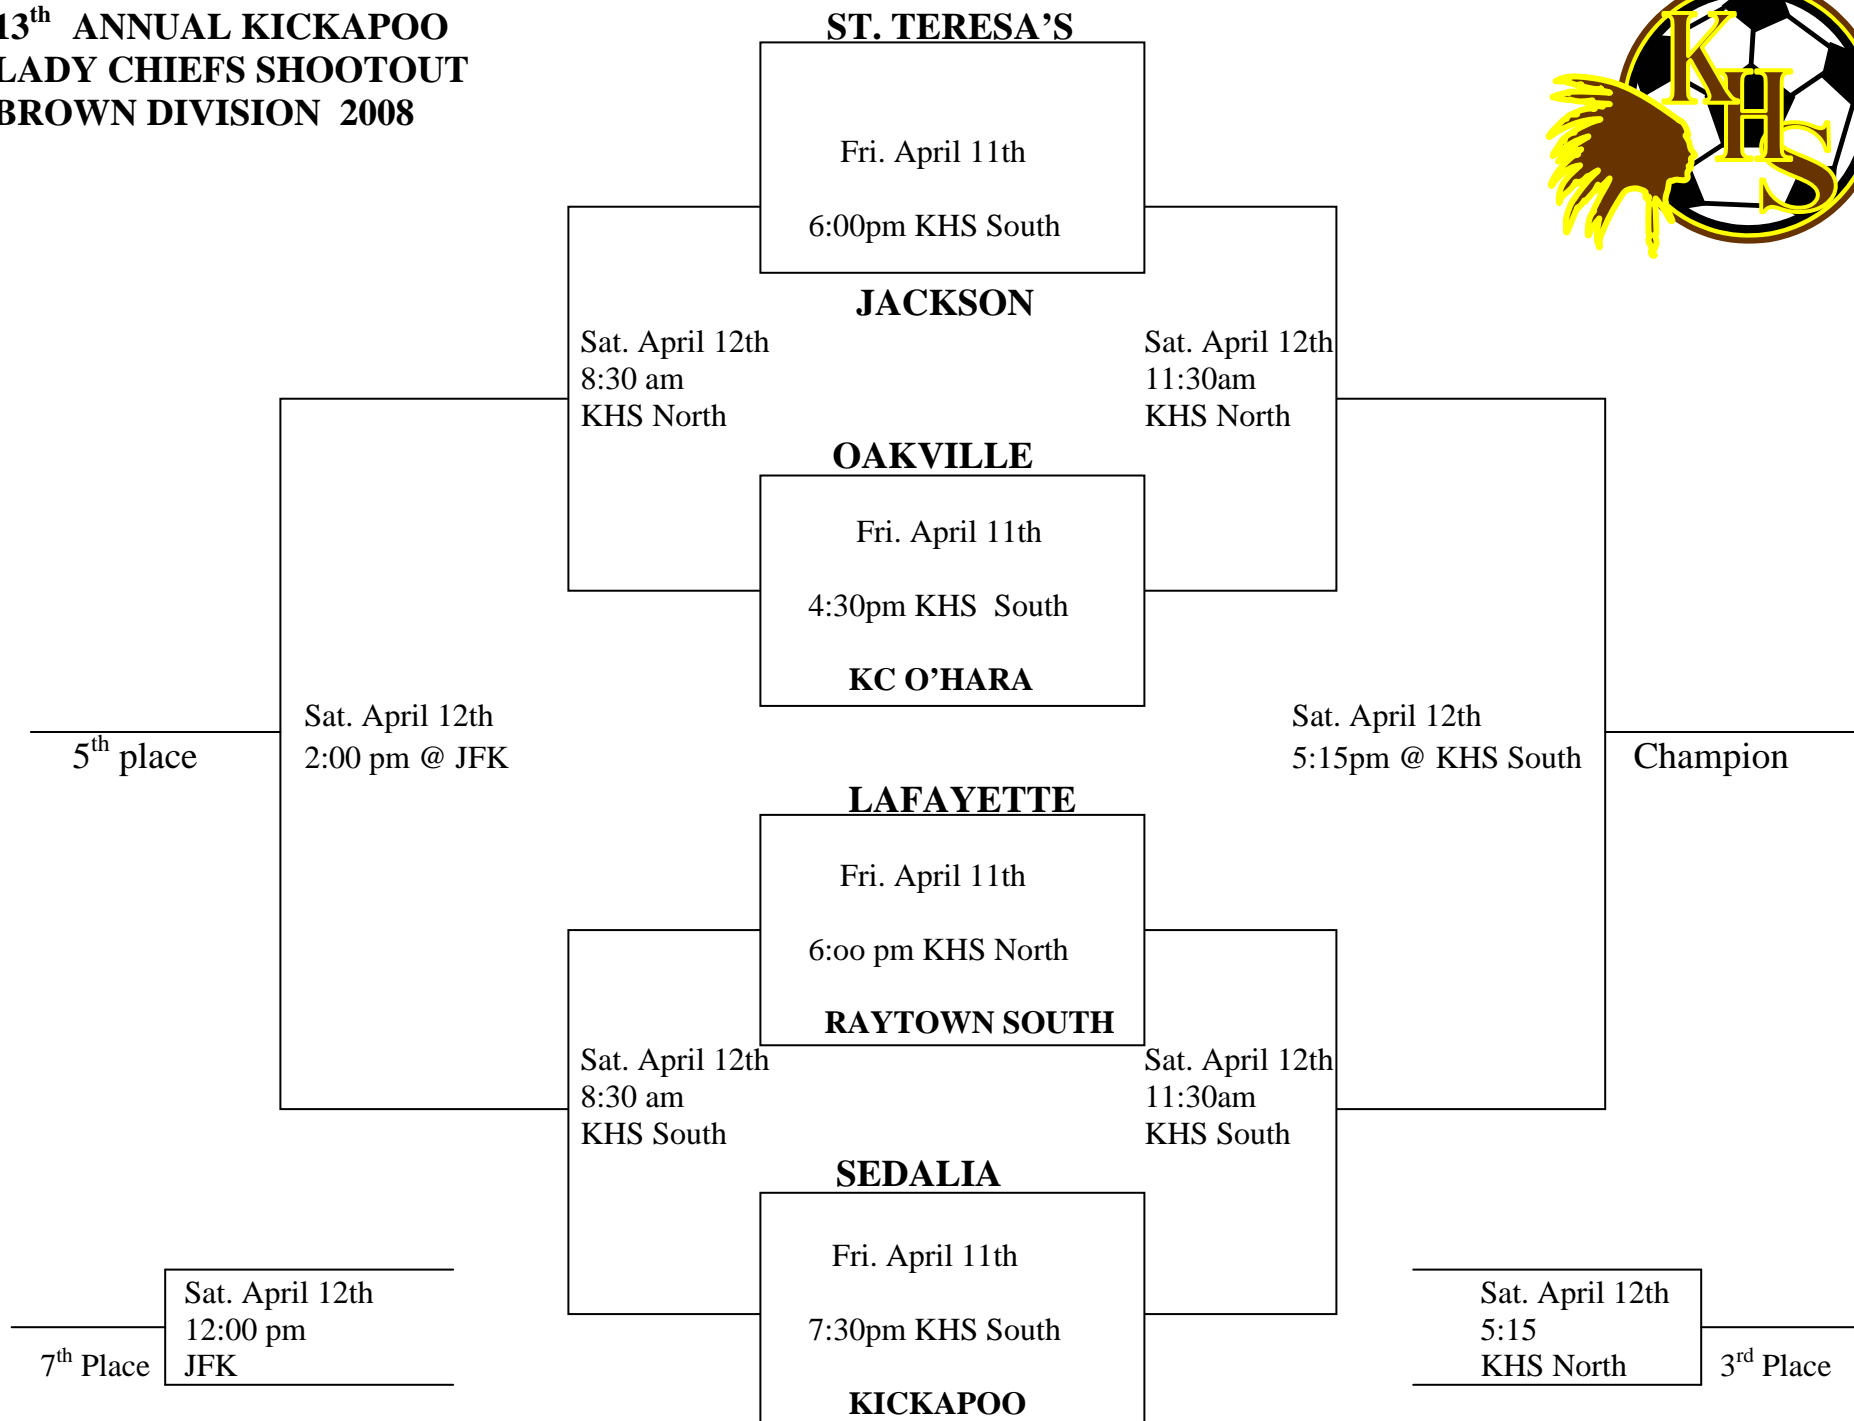 13th ANNUAL KICKAPOO
LADY CHIEFS SHOOTOUT
BROWN DIVISION 2008
KHS
ST. TERESA’S
Fri. April 11th
6:00pm KHS South
JACKSON
Sat. April 12th
8:30 am
KHS North
Sat. April 12th
11:30am
KHS North
OAKVILLE
Fri. April 11th
4:30pm KHS South
KC O’HARA
5th place
Sat. April 12th
2:00 pm @ JFK
Sat. April 12th
5:15pm @ KHS South
Champion
LAFAYETTE
Fri. April 11th
6:oo pm KHS North
RAYTOWN SOUTH
Sat. April 12th
8:30 am
KHS South
Sat. April 12th
11:30am
KHS South
SEDALIA
Fri. April 11th
7:30pm KHS South
KICKAPOO
Sat. April 12th
12:00 pm
JFK
7th Place
Sat. April 12th
5:15
KHS North
3rd Place